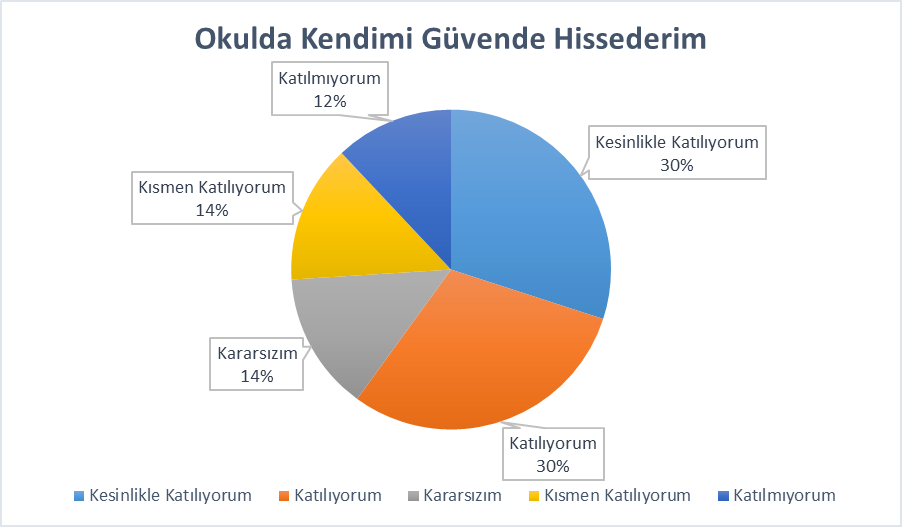 Okulda Kendimi Güvende Hissederim
Katılmıyorum
12%
Kesinlikle Katılıyorum
30%
Kısmen Katılıyorum
14%
Kararsızım
14%
Katılıyorum
30%
Kesinlikle Katılıyorum Katılıyorum Kararsızım Kısmen Katılıyorum Katılmıyorum